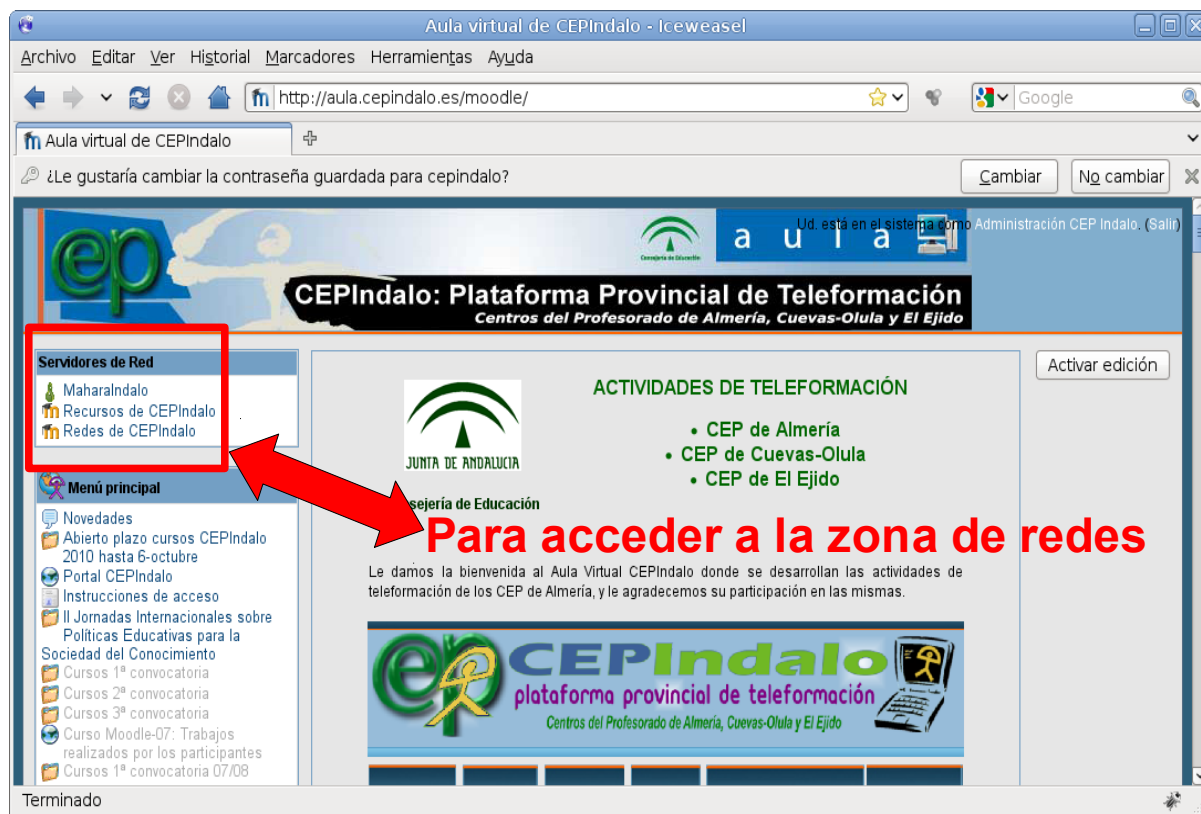 Aula virtual de CEPIndalo - Iceweasel
Archivo Editar Ver Historial Marcadores Herramientas Ayuda
http://aula.cepindalo.es/moodle/
Google
Aula virtual de CEPIndalo
¿Le gustaría cambiar la contraseña guardada para cepindalo?
Cambiar
No cambiar
ep
Consejería de Educación
aula
Ud. está en el sistema como Administración CEP Indalo. (Salir)
CEPIndalo: Plataforma Provincial de Teleformación
Centros del Profesorado de Almería, Cuevas-Olula y El Ejido
Servidores de Red
MaharaIndalo
Recursos de CEPIndalo
Redes de CEPIndalo
Menú principal
Novedades
Abierto plazo cursos CEPIndalo
2010 hasta 6-octubre
Portal CEPIndalo
Instrucciones de acceso
II Jornadas Internacionales sobre
Políticas Educativas para la
Sociedad del Conocimiento
Cursos 1ª convocatoria
Cursos 2ª convocatoria
Cursos 3ª convocatoria
Curso Moodle-07: Trabajos
realizados por los participantes
Cursos 1ª convocatoria 07/08
JUNTA DE ANDALUCIA
sejería de Educación
ACTIVIDADES DE TELEFORMACIÓN
• CEP de Almería
• CEP de Cuevas-Olula
• CEP de El Ejido
Para acceder a la zona de redes
Le damos la bienvenida al Aula Virtual CEPIndalo donde se desarrollan las actividades de
teleformación de los CEP de Almería, y le agradecemos su participación en las mismas.
ep
CEPIndalo
plataforma provincial de teleformación
Centros del Profesorado de Almería, Cuevas-Olula y El Ejido
Activar edición
Terminado